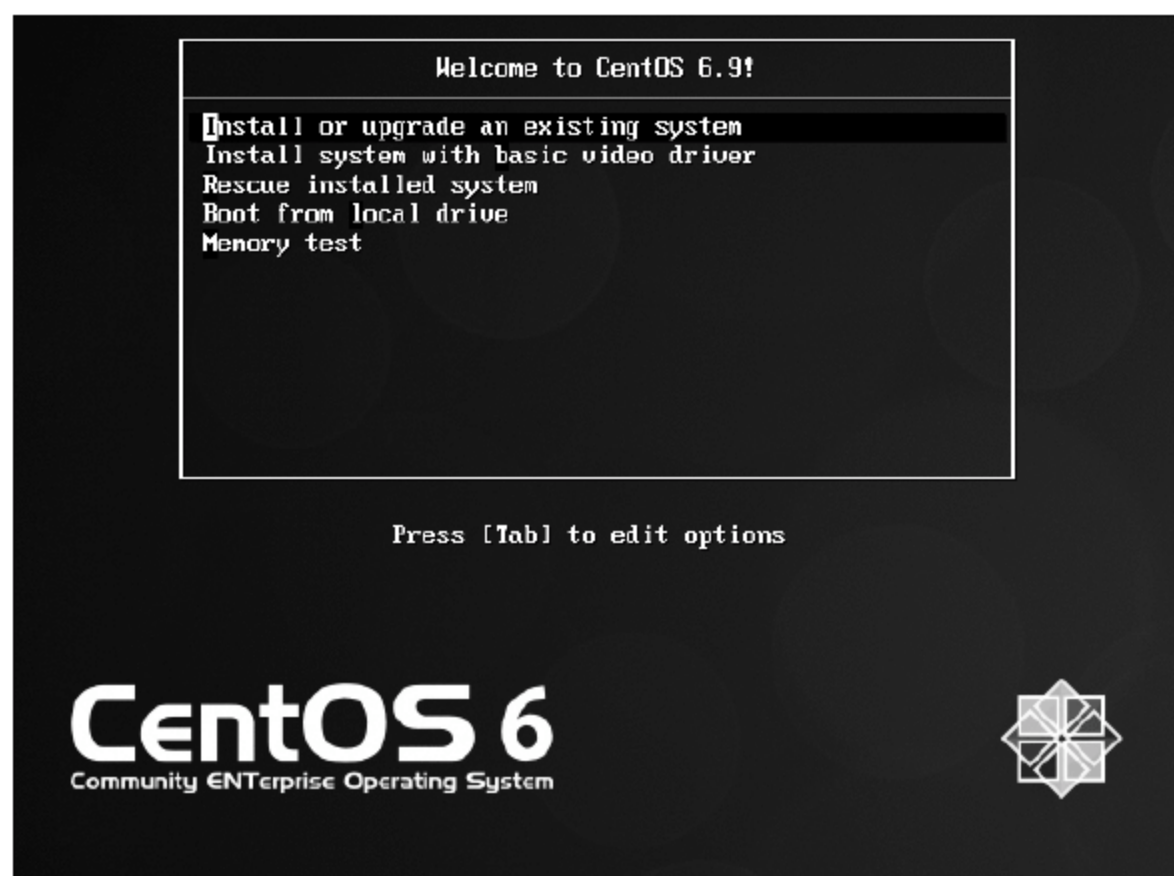 Welcome to CentOS 6.9!
Install or upgrade an existing system
Install system with basic video driver
Rescue installed system
Boot from local drive
Memory test
Press [Tab] to edit options
CentOS 6
Community ENTerprise Operating System